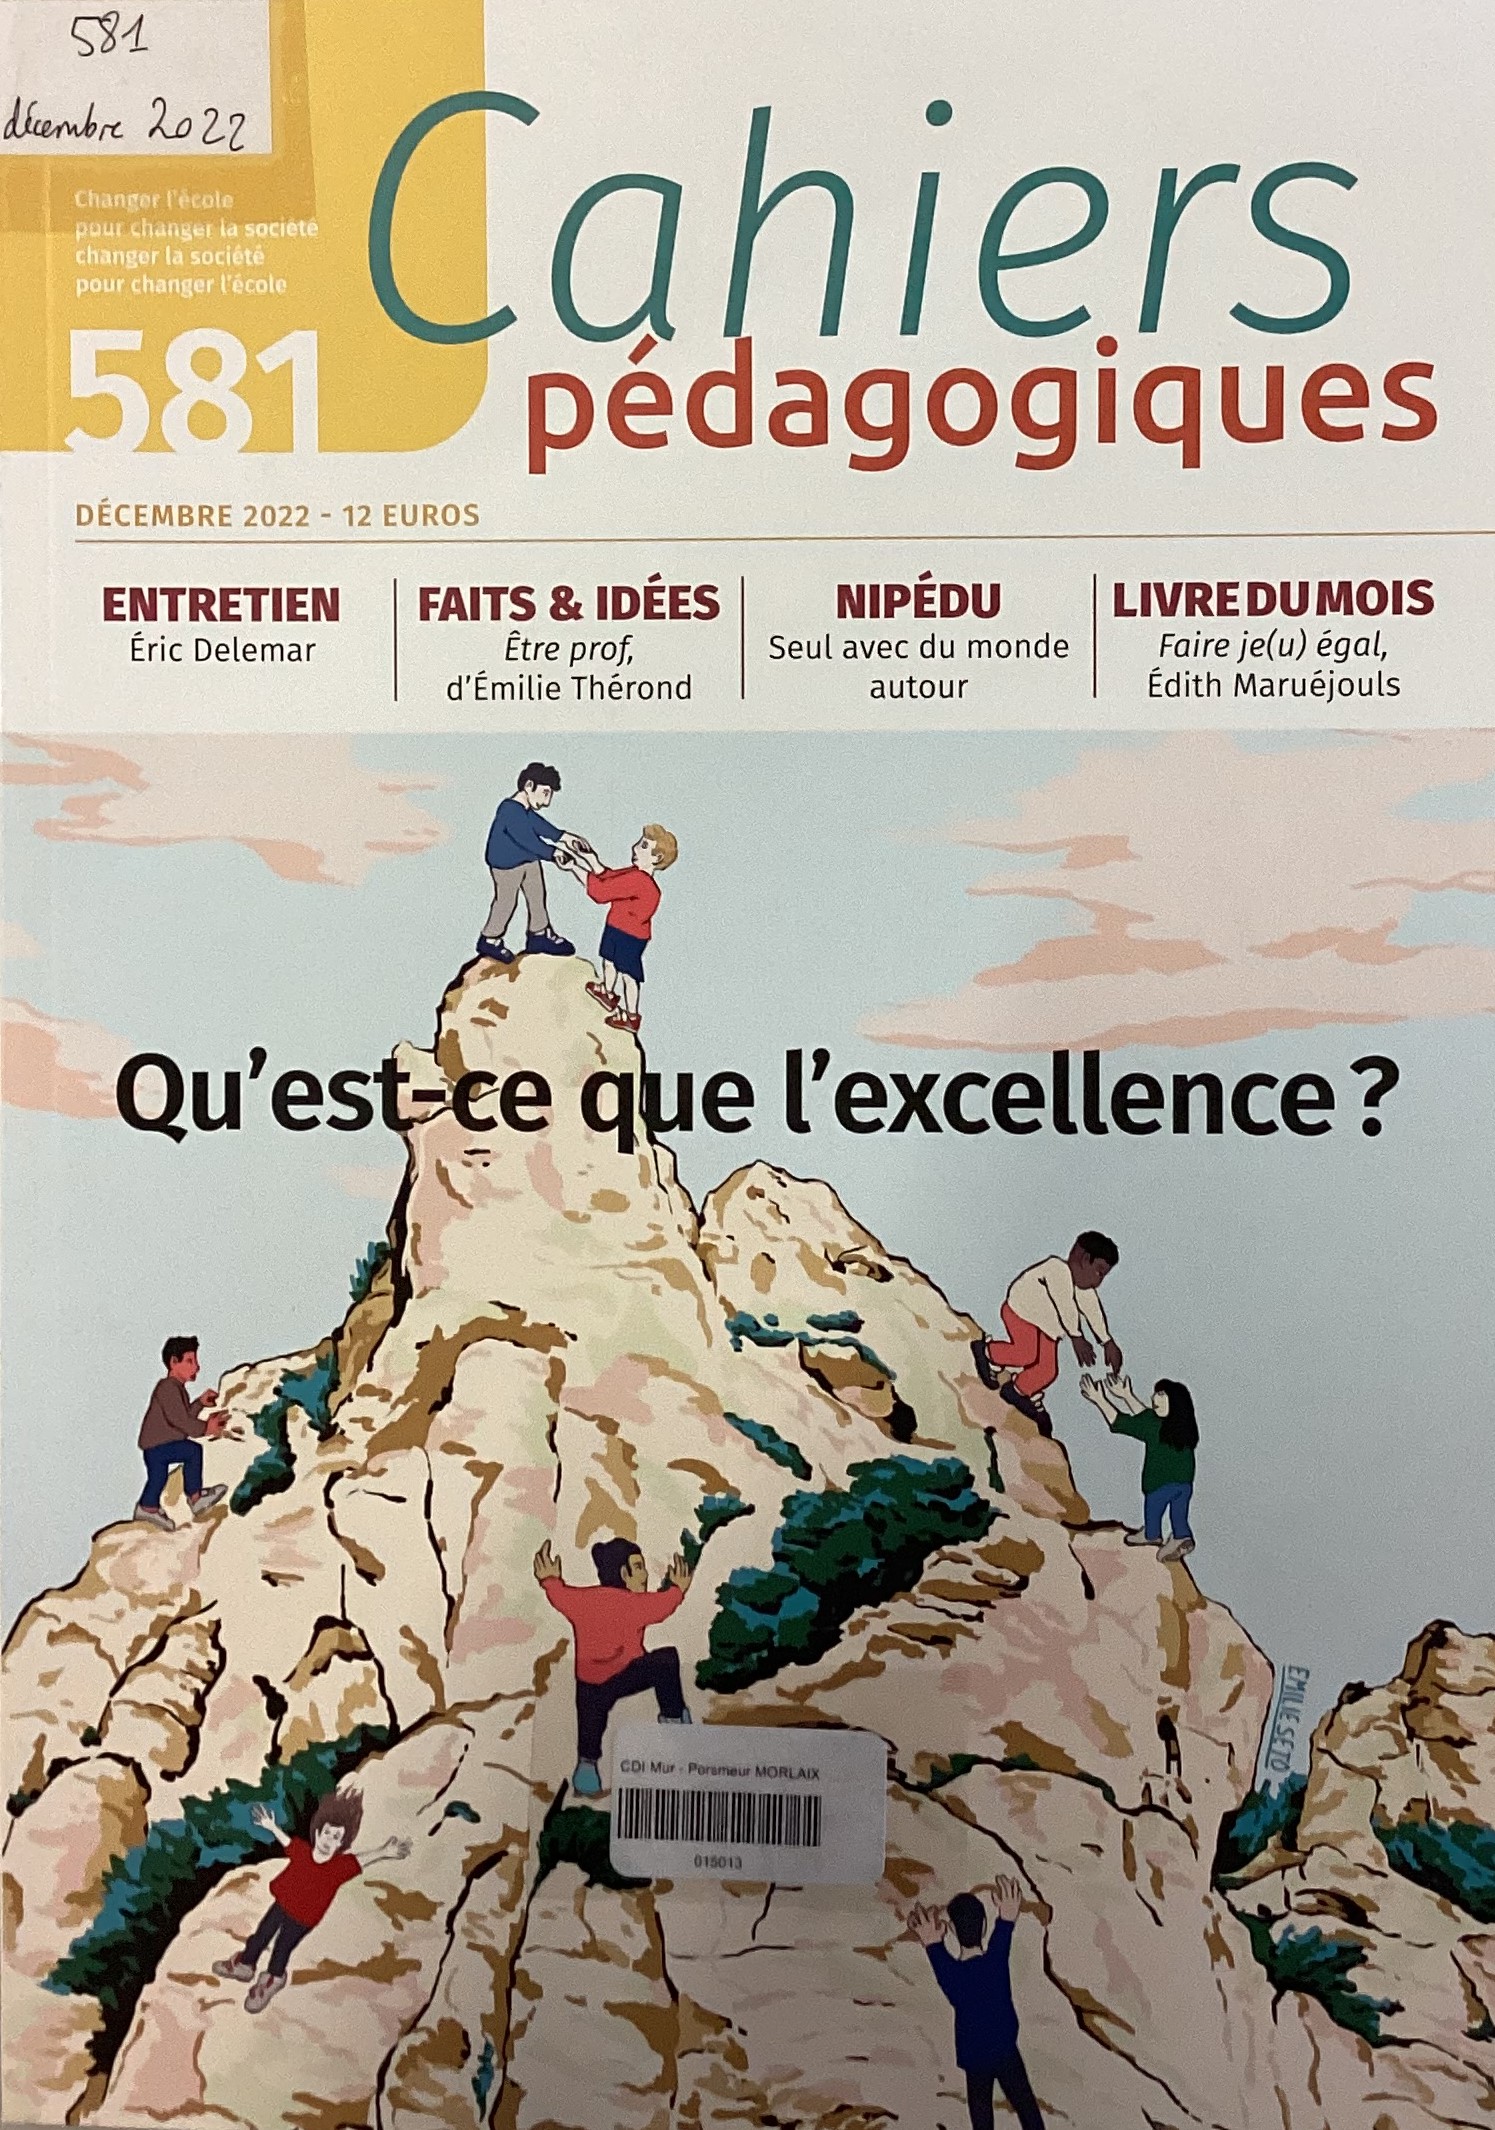 581
décembre 2022
Changer l'école
pour changer la société
changer la société
pour changer l'école
581
Cahiers
pédagogiques
DÉCEMBRE 2022 - 12 EUROS
ENTRETIEN
Éric Delemar
FAITS & IDÉES
Être prof,
d'Émilie Thérond
NIPÉDU
Seul avec du monde
autour
LIVRE DU MOIS
Faire je(u) égal,
Édith Maruéjouls
Qu'est-ce que l'excellence ?
EMILIE SETO
CDI Mur - Porsmeur MORLAIX
015013